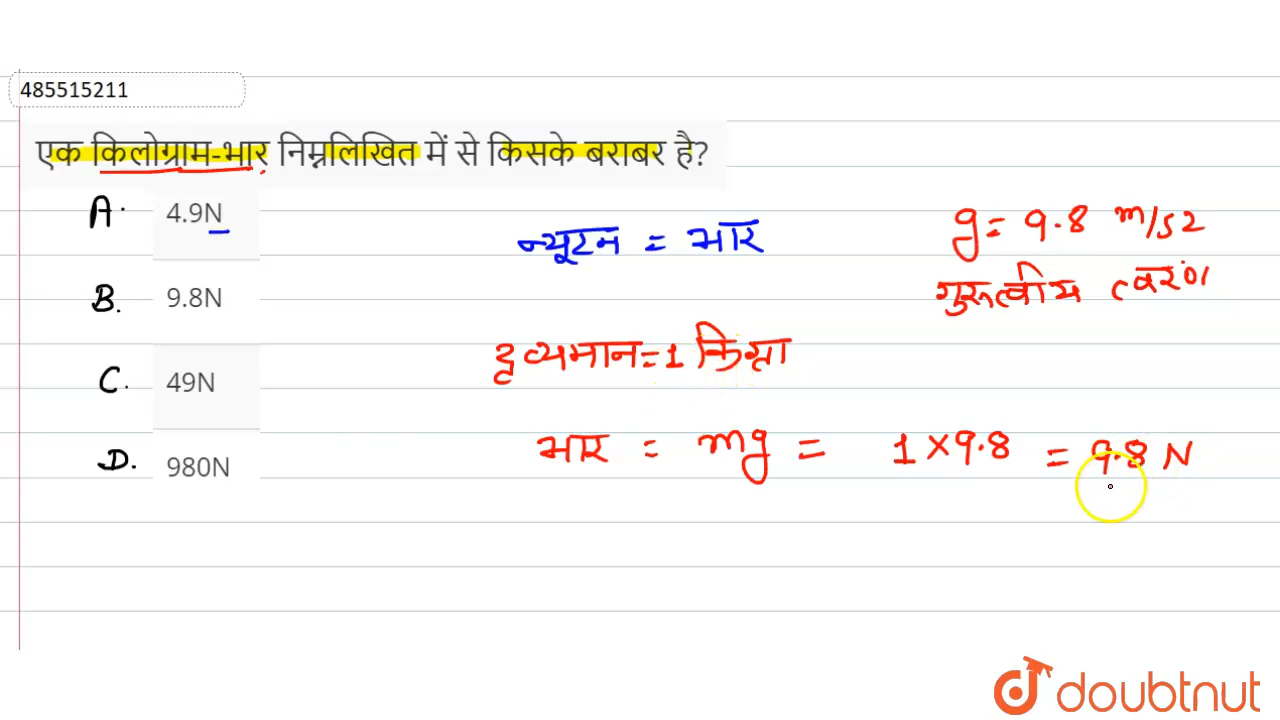 485515211
एक किलोग्राम-भार निम्नलिखित में से किसके बराबर है?
A. 4.9N
B. 9.8N
C. 49N
D. 980N
न्यूटन = भार
g = 9.8 m/s2
गुरूत्वीय त्वरण
द्रव्यमान = 1 किग्रा
भार = mg = 1 × 9.8 = 9.8 N
doubtnut